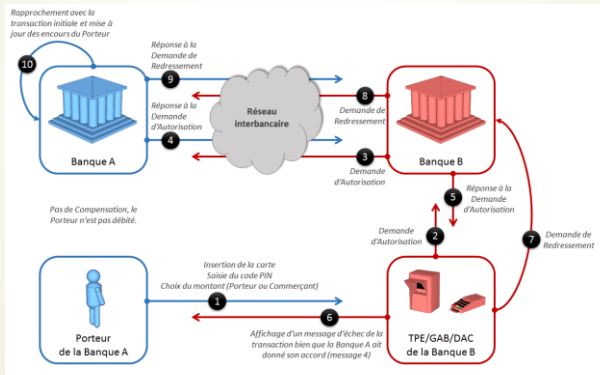 Rapprochement avec la
transaction initiale et mise à
jour des encours du Porteur
10
Banque A
Réponse à la
Demande de
Redressement
9
Réponse à la
Demande
d'Autorisation
4
Réseau
interbancaire
8
Demande de
Redressement
3
Demande
d'Autorisation
Banque B
5
Réponse à la
Demande
d'Autorisation
2
Demande
d'Autorisation
7
Demande de
Redressement
Pas de Compensation, le
Porteur n'est pas débité.
Insertion de la carte
Saisie du code PIN
Choix du montant (Porteur ou Commerçant)
1
6
Affichage d'un message d'échec de la
transaction bien que la Banque A ait
donné son accord (message 4)
Porteur
de la Banque A
TPE/GAB/DAC
de la Banque B